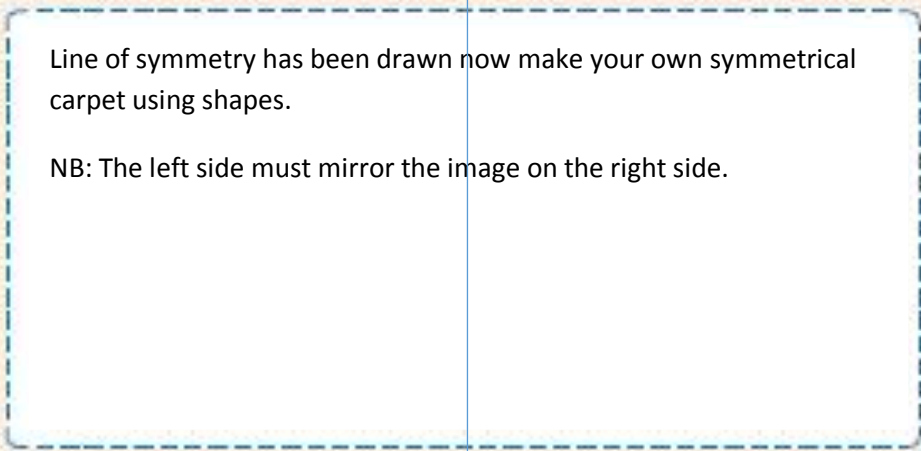 Line of symmetry has been drawn now make your own symmetrical
carpet using shapes.
NB: The left side must mirror the image on the right side.